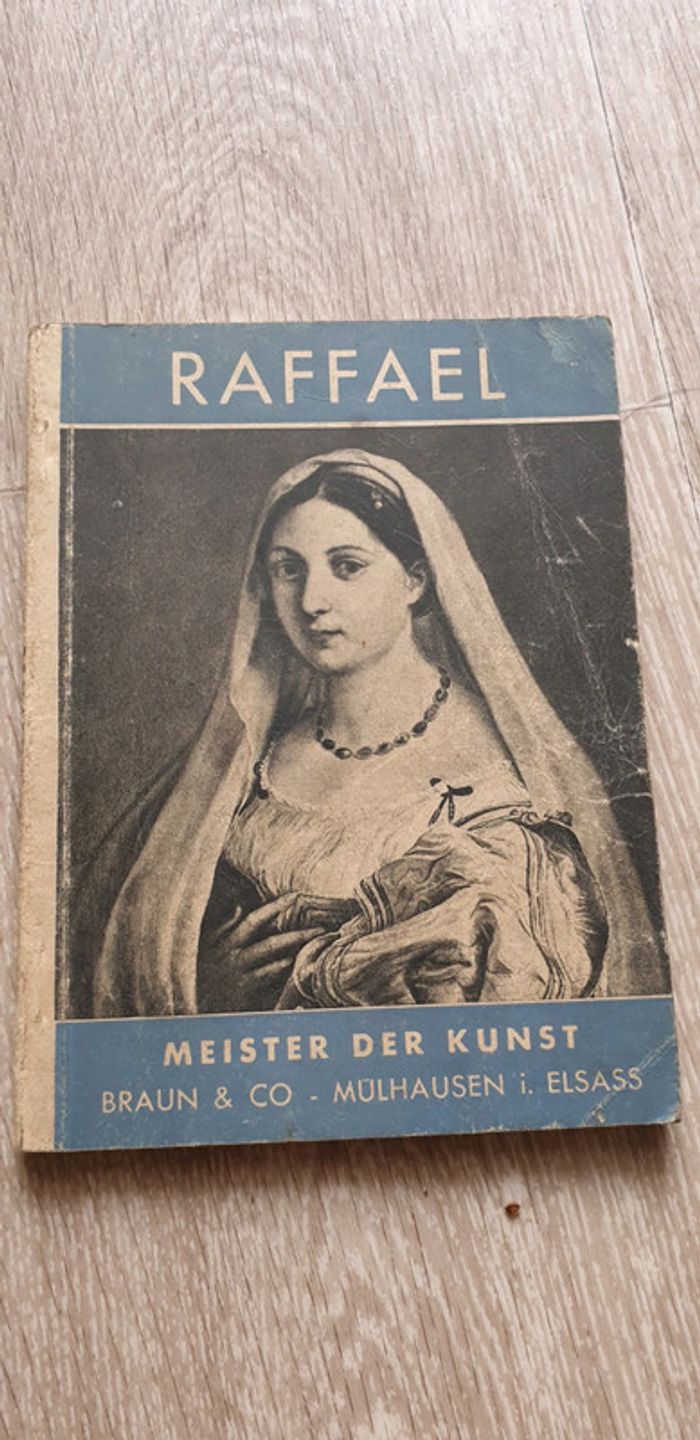 RAFFAEL
MEISTER DER KUNST
BRAUN & CO - MÜLHAUSEN i. ELSASS